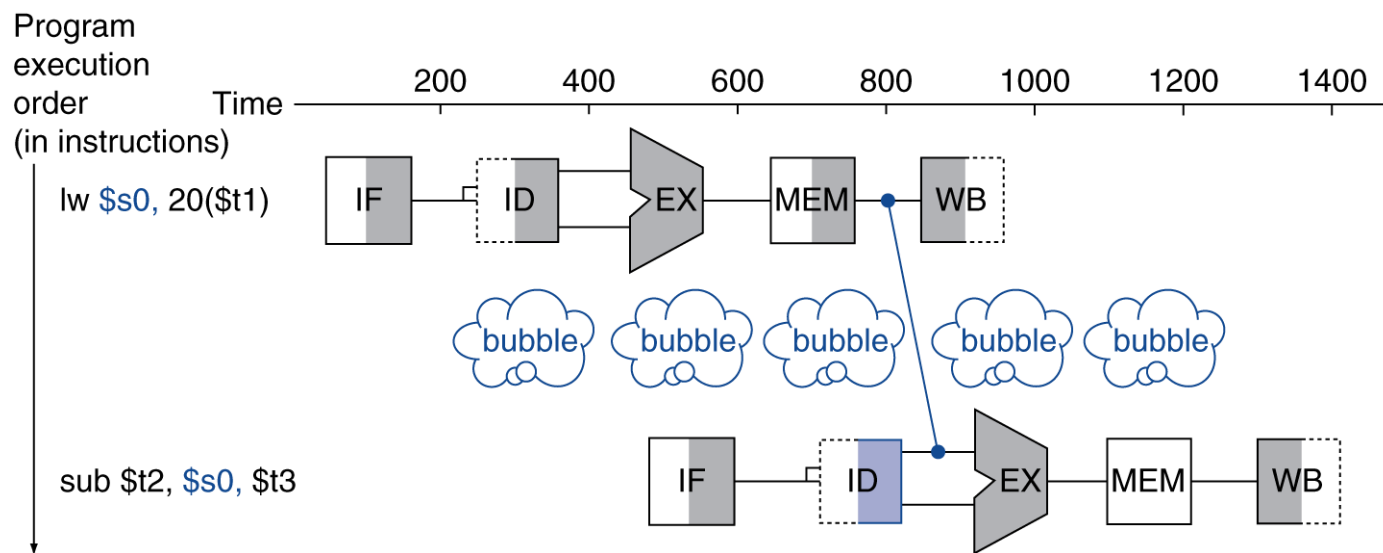 Program
execution
order
(in instructions)
Time
200 400 600 800 1000 1200 1400
lw $s0, 20($t1)
IF ID EX MEM WB
bubble bubble bubble bubble bubble
sub $t2, $s0, $t3
IF ID EX MEM WB